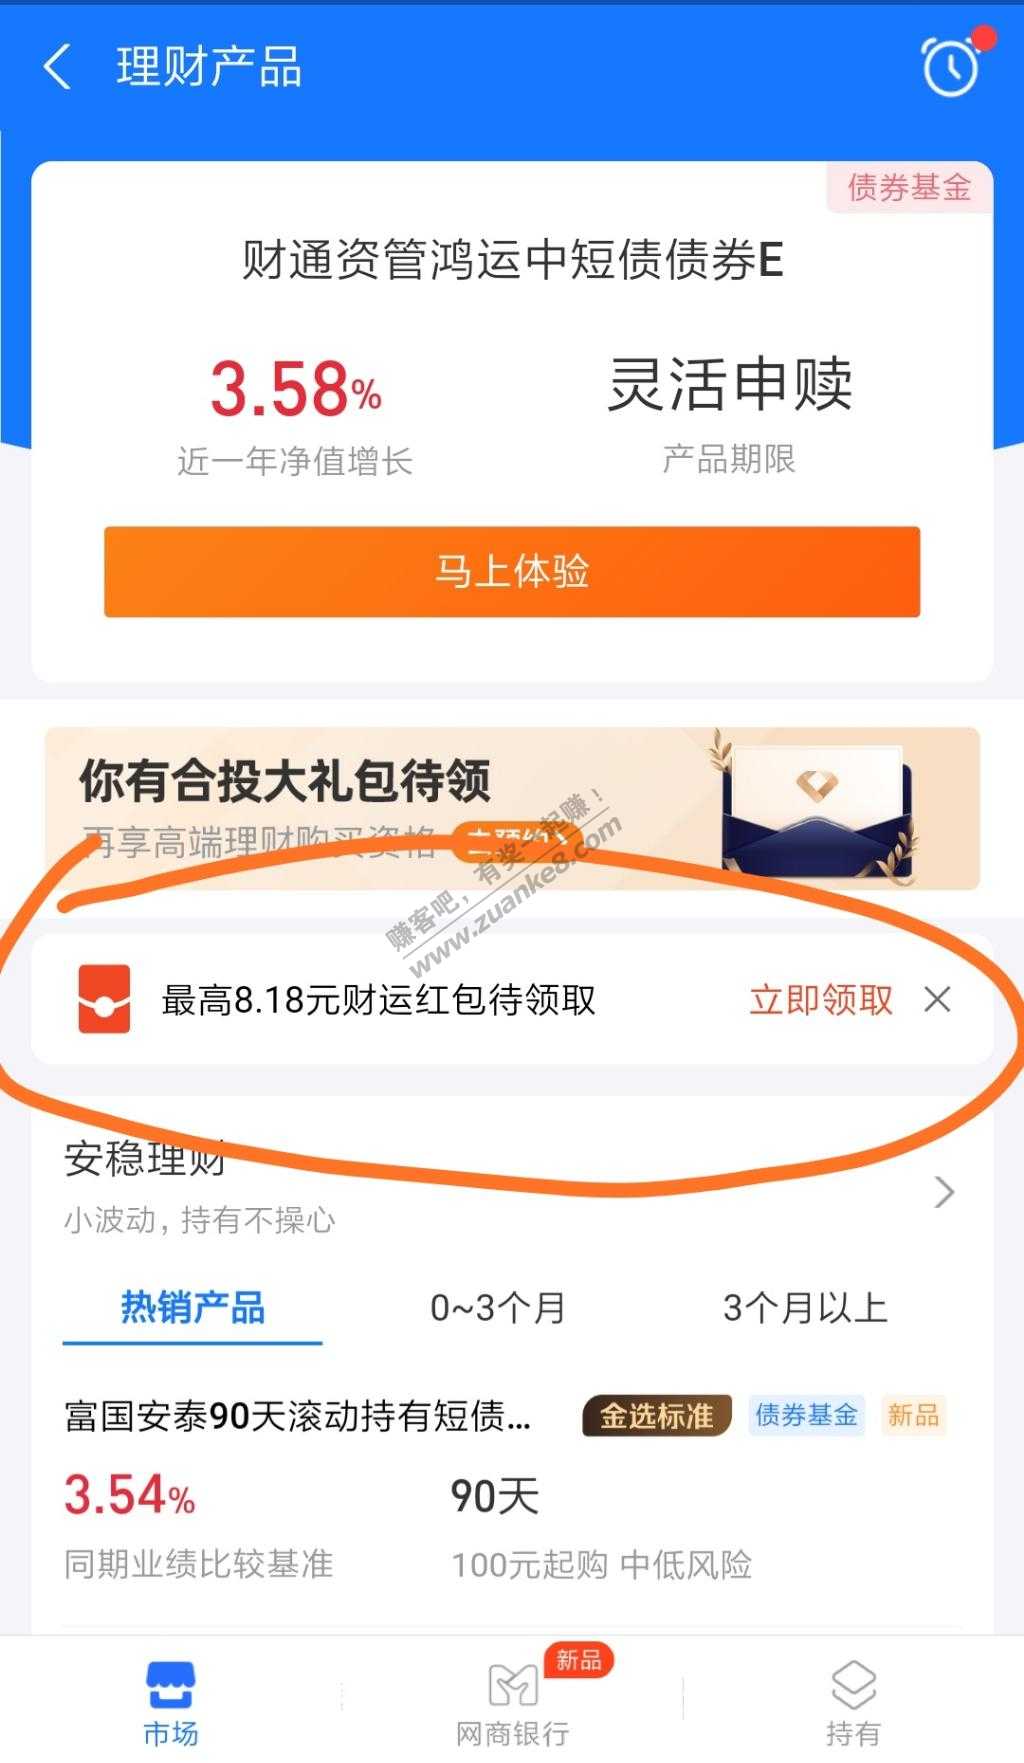 理财产品
债券基金
财通资管鸿运中短债债券E
3.58%
灵活申赎
近一年净值增长
产品期限
马上体验
你有合投大礼包待领
再享高端理财购买资格
去预约
赚客吧，有奖一起赚！
www.zuanke8.com
最高8.18元财运红包待领取
立即领取
安稳理财
小波动，持有不操心
热销产品
0~3个月
3个月以上
富国安泰90天滚动持有短债...
金选标准
债券基金
新品
3.54%
90天
同期业绩比较基准
100元起购 中低风险
市场
新品
网商银行
持有